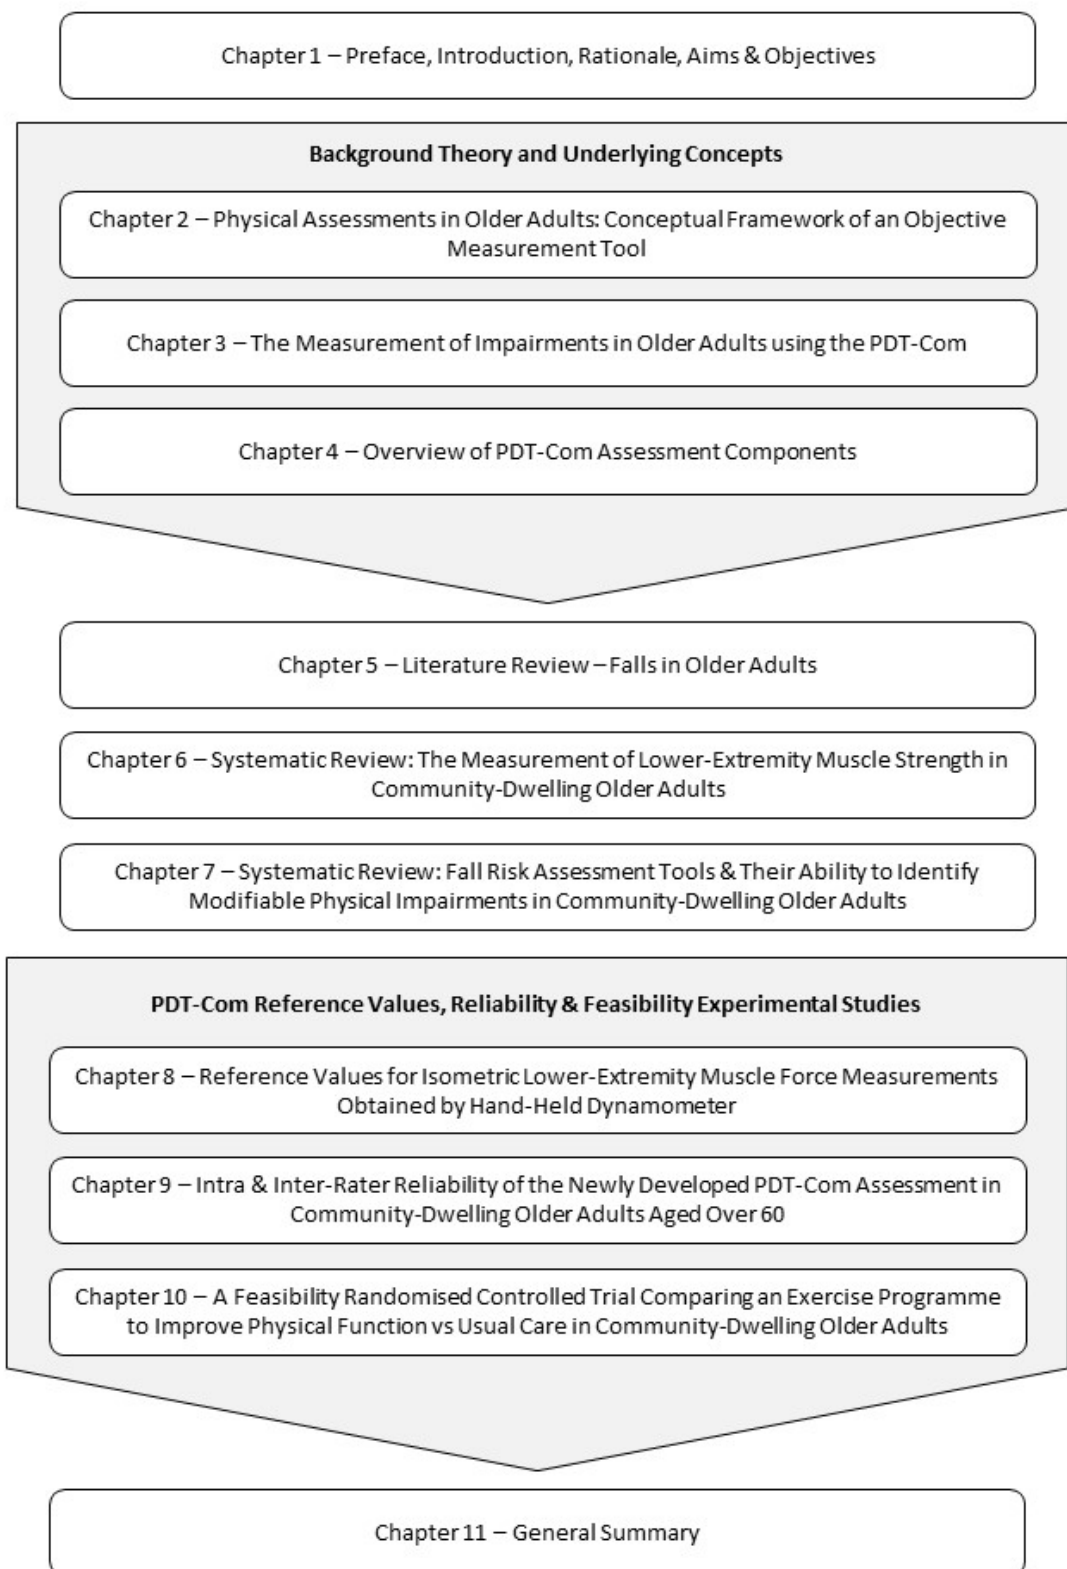 Chapter 1 – Preface, Introduction, Rationale, Aims & Objectives
Background Theory and Underlying Concepts
Chapter 2 – Physical Assessments in Older Adults: Conceptual Framework of an Objective
Measurement Tool
Chapter 3 – The Measurement of Impairments in Older Adults using the PDT-Com
Chapter 4 – Overview of PDT-Com Assessment Components
Chapter 5 – Literature Review – Falls in Older Adults
Chapter 6 – Systematic Review: The Measurement of Lower-Extremity Muscle Strength in
Community-Dwelling Older Adults
Chapter 7 – Systematic Review: Fall Risk Assessment Tools & Their Ability to Identify
Modifiable Physical Impairments in Community-Dwelling Older Adults
PDT-Com Reference Values, Reliability & Feasibility Experimental Studies
Chapter 8 – Reference Values for Isometric Lower-Extremity Muscle Force Measurements
Obtained by Hand-Held Dynamometer
Chapter 9 – Intra & Inter-Rater Reliability of the Newly Developed PDT-Com Assessment in
Community-Dwelling Older Adults Aged Over 60
Chapter 10 – A Feasibility Randomised Controlled Trial Comparing an Exercise Programme
to Improve Physical Function vs Usual Care in Community-Dwelling Older Adults
Chapter 11 – General Summary